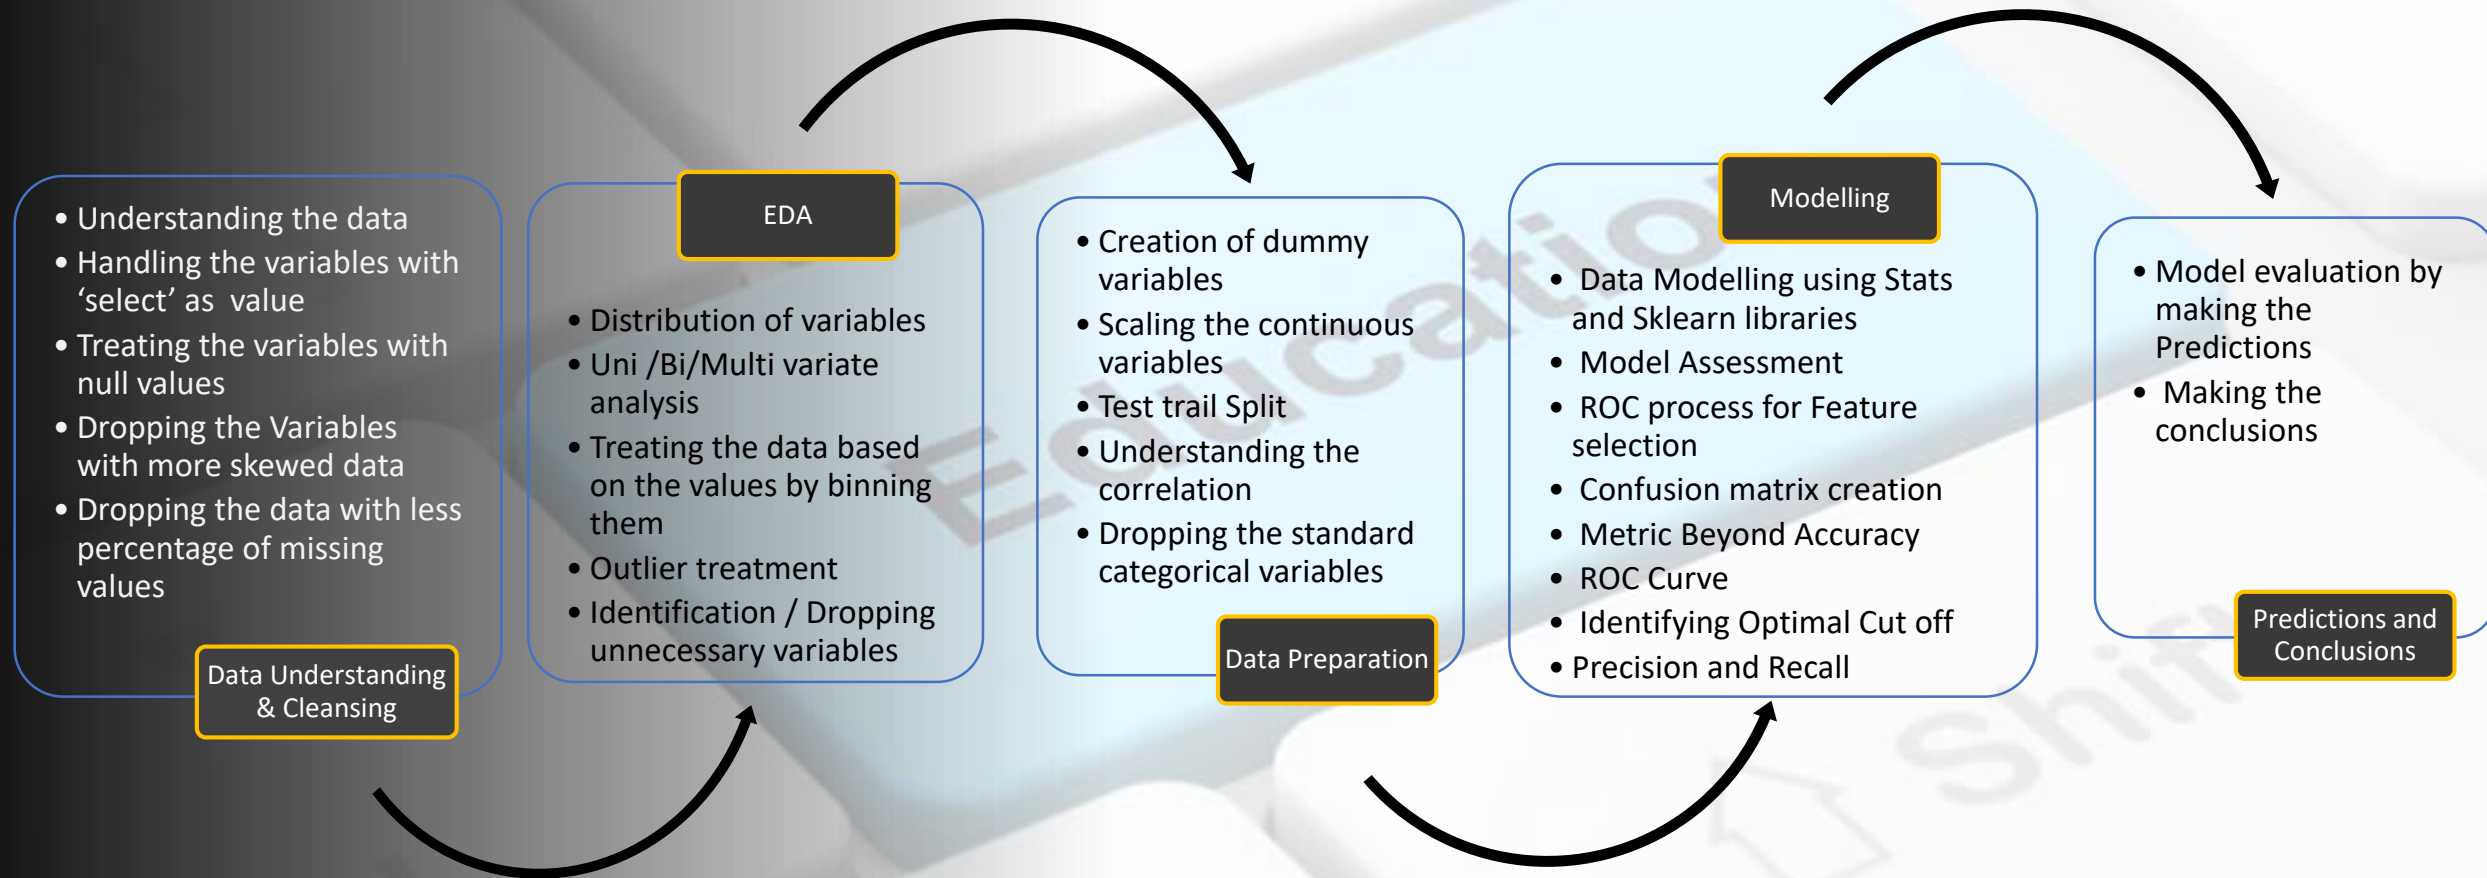 • Understanding the data
• Handling the variables with
‘select’ as  value
• Treating the variables with
null values
• Dropping the Variables
with more skewed data
• Dropping the data with less
percentage of missing
values
Data Understanding
& Cleansing
EDA
• Distribution of variables
• Uni /Bi/Multi variate
analysis
• Treating the data based
on the values by binning
them
• Outlier treatment
• Identification / Dropping
unnecessary variables
• Creation of dummy
variables
• Scaling the continuous
variables
• Test trail Split
• Understanding the
correlation
• Dropping the standard
categorical variables
Data Preparation
Modelling
• Data Modelling using Stats
and Sklearn libraries
• Model Assessment
• ROC process for Feature
selection
• Confusion matrix creation
• Metric Beyond Accuracy
• ROC Curve
• Identifying Optimal Cut off
• Precision and Recall
• Model evaluation by
making the
Predictions
• Making the
conclusions
Predictions and
Conclusions
Education
Shift